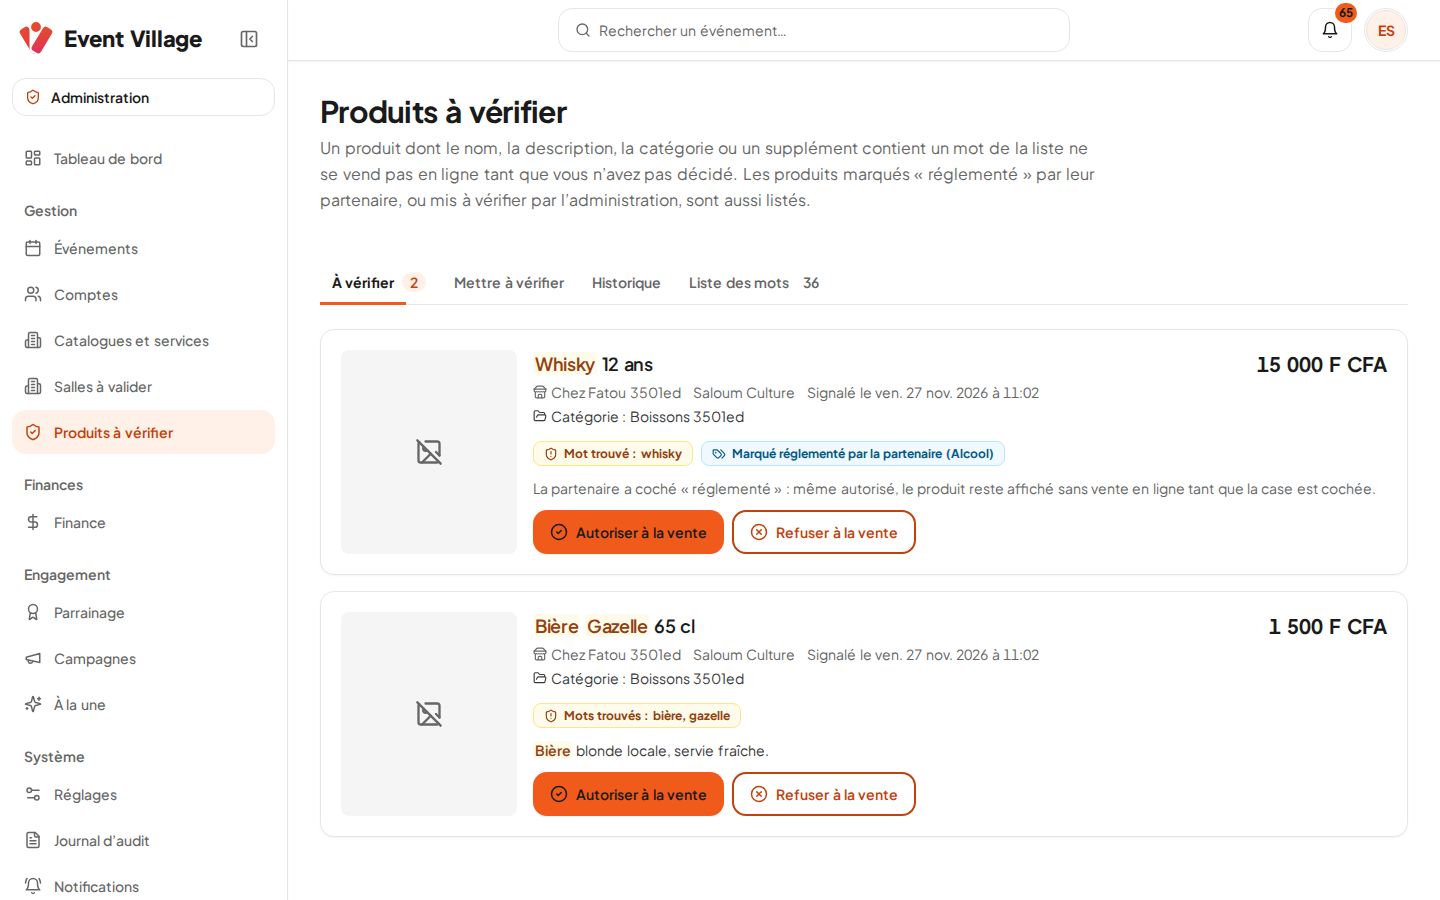 Event Village
Rechercher un événement...
65
ES
Administration
Tableau de bord
Gestion
Événements
Comptes
Catalogues et services
Salles à valider
Produits à vérifier
Finances
Finance
Engagement
Parrainage
Campagnes
À la une
Système
Réglages
Journal d’audit
Notifications
Produits à vérifier
Un produit dont le nom, la description, la catégorie ou un supplément contient un mot de la liste ne
se vend pas en ligne tant que vous n’avez pas décidé. Les produits marqués « réglementé » par leur
partenaire, ou mis à vérifier par l’administration, sont aussi listés.
À vérifier 2 Mettre à vérifier Historique Liste des mots 36
Whisky 12 ans 15 000 F CFA
Chez Fatou 3501ed Saloum Culture Signalé le ven. 27 nov. 2026 à 11:02
Catégorie : Boissons 3501ed
Mot trouvé : whisky Marqué réglementé par la partenaire (Alcool)
La partenaire a coché « réglementé » : même autorisé, le produit reste affiché sans vente en ligne tant que la case est cochée.
Autoriser à la vente Refuser à la vente
Bière Gazelle 65 cl 1 500 F CFA
Chez Fatou 3501ed Saloum Culture Signalé le ven. 27 nov. 2026 à 11:02
Catégorie : Boissons 3501ed
Mots trouvés : bière, gazelle
Bière blonde locale, servie fraîche.
Autoriser à la vente Refuser à la vente